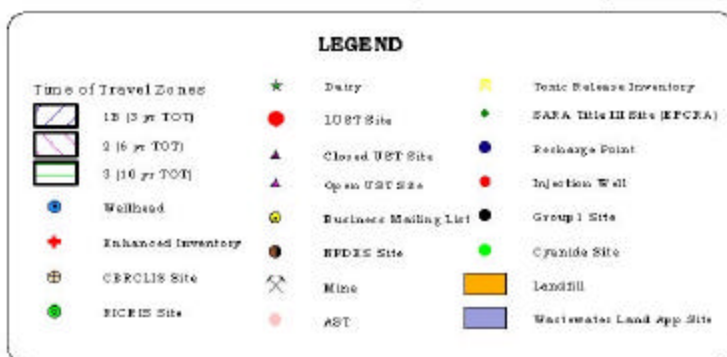 LEGEND
Time of Travel Zones
1B (3 yr TOT)
2 (6 yr TOT)
3 (10 yr TOT)
Wellhead
Enhanced Inventory
CERCLIS Site
RICRIS Site
Dairy
LUST Site
Closed UST Site
Open UST Site
Business Mailing List
NPDES Site
Mine
AST
Toxic Release Inventory
SARA Title III Site (EPCRA)
Recharge Point
Injection Well
Group 1 Site
Cyanide Site
Landfill
Wastewater Land App Site